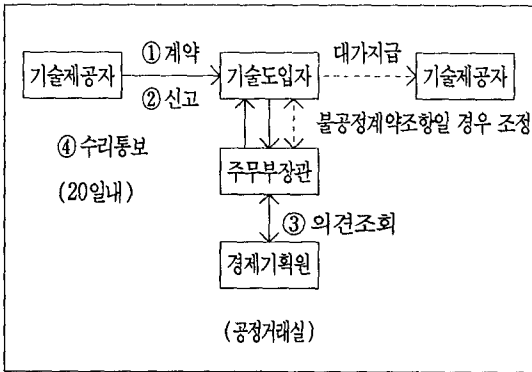 ① 계약
대가지급
기술제공자
기술도입자
기술제공자
② 신고
불공정계약조항일 경우 조정
④ 수리통보
주무부장관
(20일내)
③ 의견조회
경제기획원
(공정거래실)